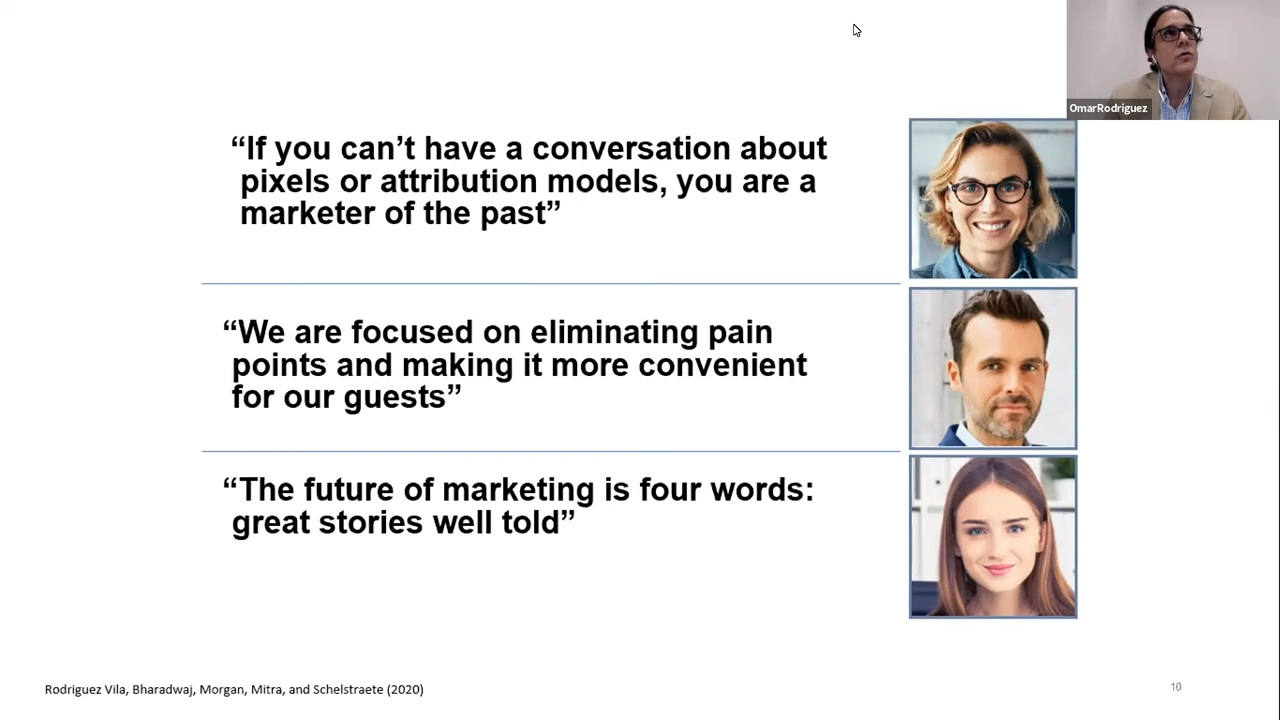 OmarRodriguez
“If you can’t have a conversation about
pixels or attribution models, you are a
marketer of the past”
“We are focused on eliminating pain
points and making it more convenient
for our guests”
“The future of marketing is four words:
great stories well told”
Rodriguez Vila, Bharadwaj, Morgan, Mitra, and Schelstraete (2020)
10